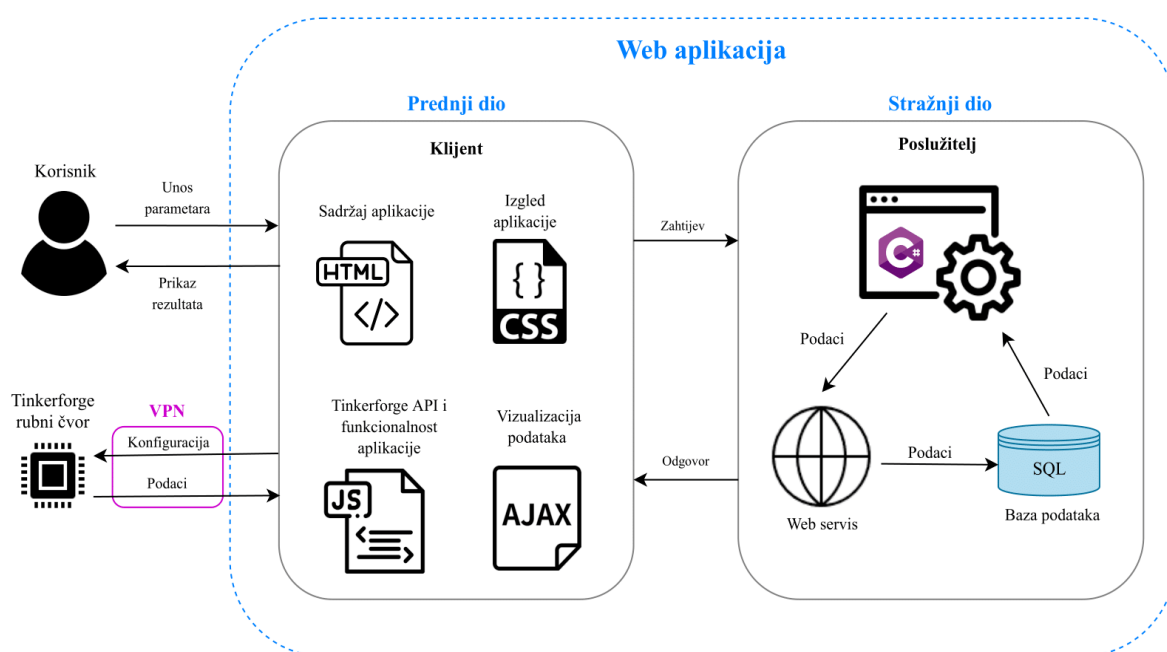 Web aplikacija
Prednji dio
Stražnji dio
Klijent
Poslužitelj
Korisnik
Unos
parametara
Prikaz
rezultata
Sadržaj aplikacije
HTML
</>
Izgled
aplikacije
{ }
CSS
Zahtijev
C#
Podaci
Podaci
Tinkerforge
rubni čvor
VPN
Konfiguracija
Podaci
Tinkerforge API i
funkcionalnost
aplikacije
JS
Vizualizacija
podataka
AJAX
Odgovor
Podaci
SQL
Web servis
Baza podataka